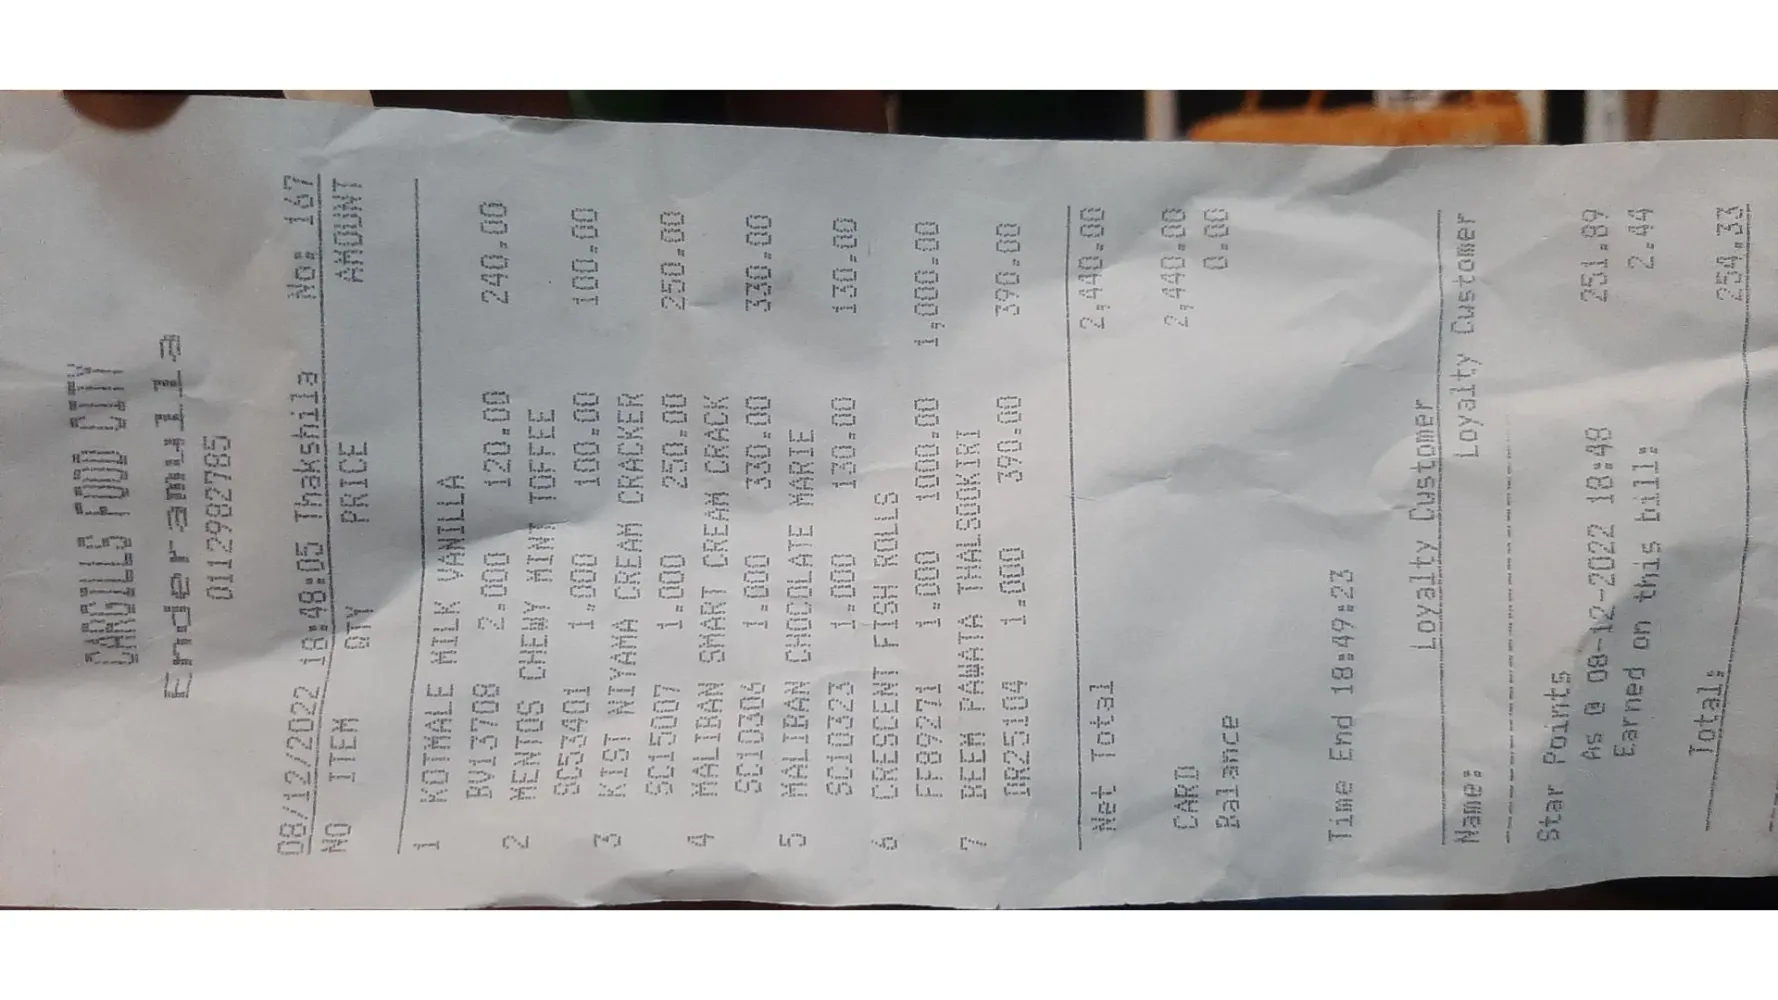 CARGILLS FOOD CITY
Enderamulla
0112982785
08/12/2022 18:48:05 Thakshila No: 167
NO ITEM QTY PRICE AMOUNT
1 KOTMALE MILK VANILLA
BV13708 2.000 120.00 240.00
2 MENTOS CHEWY MINT TOFFEE
SC53401 1.000 100.00 100.00
3 KIST NIYAMA CREAM CRACKER
SC15007 1.000 250.00 250.00
4 MALIBAN SMART CREAM CRACK
SC10306 1.000 330.00 330.00
5 MALIBAN CHOCOLATE MARIE
SC10323 1.000 130.00 130.00
6 CRESCENT FISH ROLLS
FF89271 1.000 1000.00 1,000.00
7 REEM PAWATA THALSOOKIRI
DR25104 1.000 390.00 390.00
Net Total 2,440.00
CARD 2,440.00
Balance 0.00
Time End 18:49:23
Loyalty Customer
Name: Loyalty Customer
Star Points
As @ 08-12-2022 18:48 251.89
Earned on this bill: 2.44
Total: 254.33